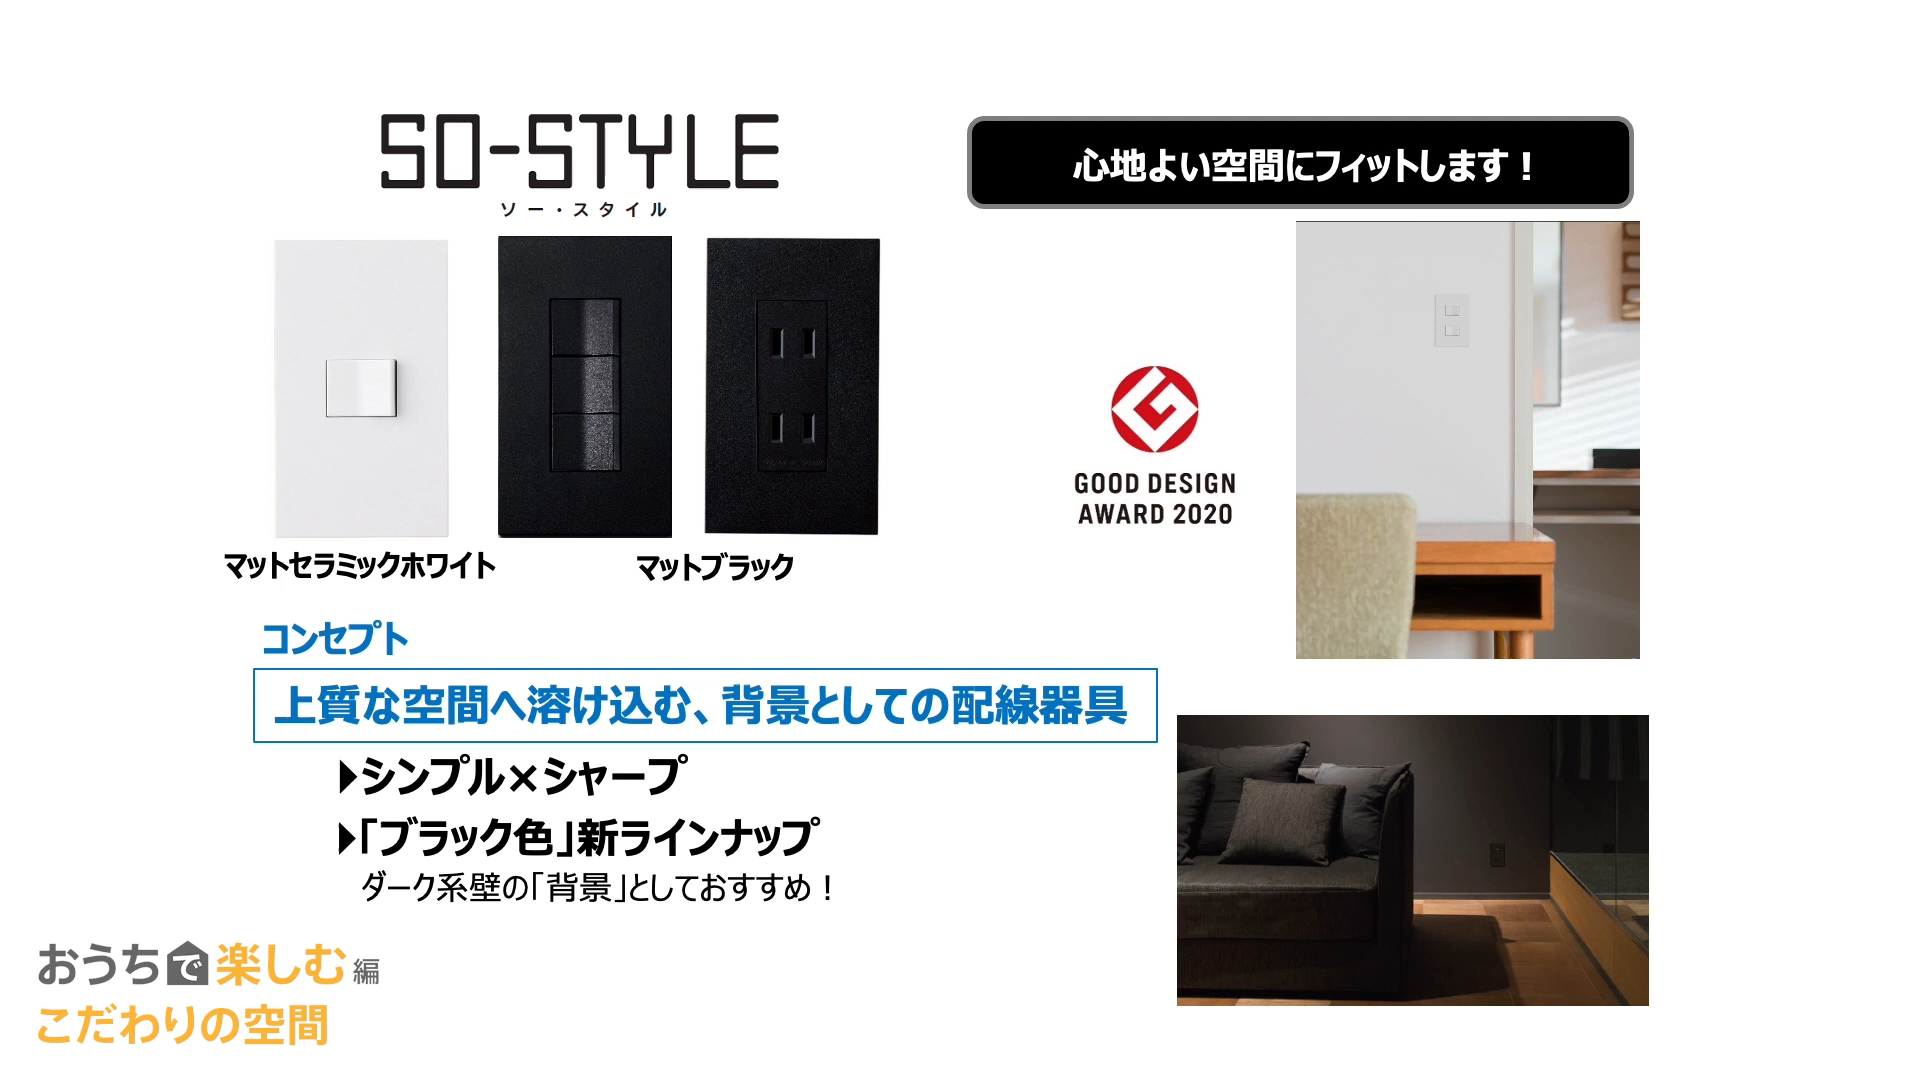 SO-STYLE
ソー・スタイル
心地よい空間にフィットします！
マットセラミックホワイト
マットブラック
GOOD DESIGN
AWARD 2020
コンセプト
上質な空間へ溶け込む、背景としての配線器具
▶シンプル×シャープ
▶「ブラック色」新ラインナップ
ダーク系壁の「背景」としておすすめ！
おうちで楽しむ編
こだわりの空間